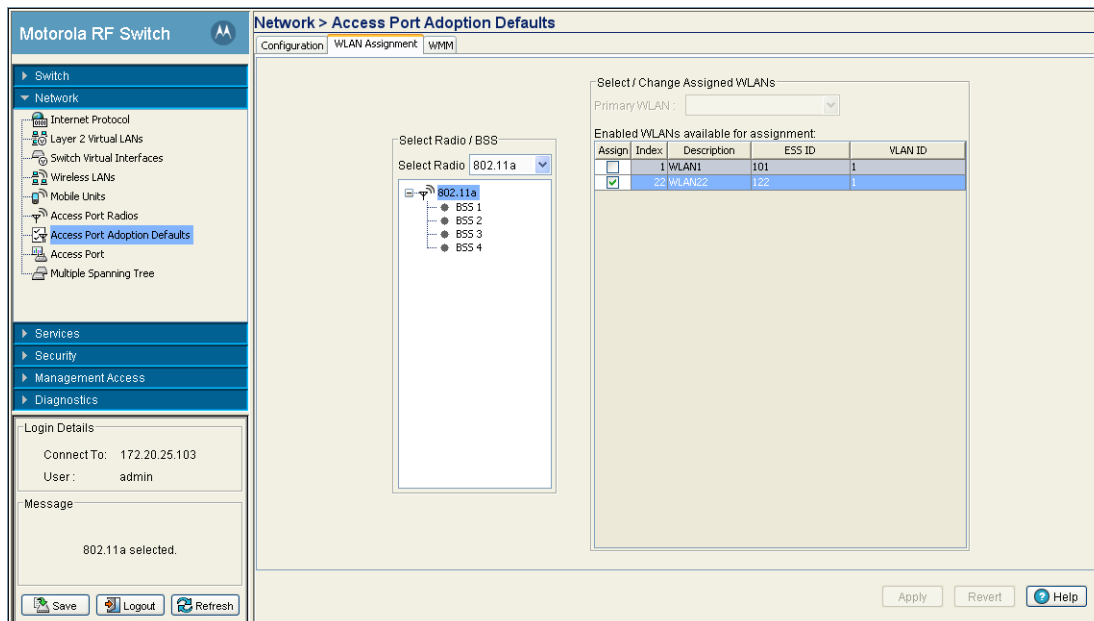 Motorola RF Switch
Switch
Network
Internet Protocol
Layer 2 Virtual LANs
Switch Virtual Interfaces
Wireless LANs
Mobile Units
Access Port Radios
Access Port Adoption Defaults
Access Port
Multiple Spanning Tree
Services
Security
Management Access
Diagnostics
Login Details
Connect To: 172.20.25.103
User : admin
Message
802.11a selected.
Save Logout Refresh
Network > Access Port Adoption Defaults
Configuration WLAN Assignment WMM
Select Radio / BSS
Select Radio 802.11a
802.11a
BSS 1
BSS 2
BSS 3
BSS 4
Select / Change Assigned WLANs
Primary WLAN :
Enabled WLANs available for assignment:
Assign Index Description ESS ID VLAN ID
1 WLAN1 101 1
22 WLAN22 122 1
Apply Revert Help